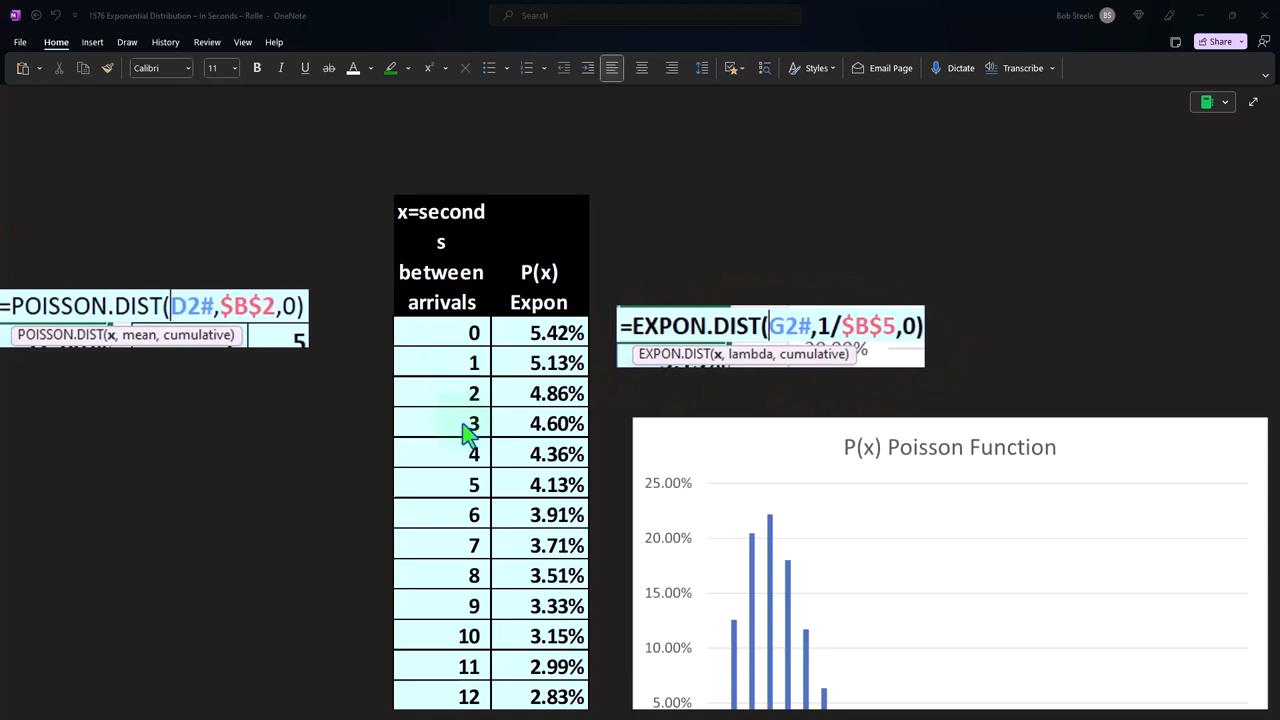 1576 Exponential Distribution – In Seconds – Rolle - OneNote
Search
Bob Steele
BS
File Home Insert Draw History Review View Help
Share
Calibri
11
Styles
Email Page
Dictate
Transcribe
x=second
s
between
arrivals
P(x)
Expon
=POISSON.DIST(D2#,$B$2,0)
POISSON.DIST(x, mean, cumulative)
5
=EXPON.DIST(G2#,1/$B$5,0)
EXPON.DIST(x, lambda, cumulative)
0 5.42%
1 5.13%
2 4.86%
3 4.60%
4 4.36%
5 4.13%
6 3.91%
7 3.71%
8 3.51%
9 3.33%
10 3.15%
11 2.99%
12 2.83%
P(x) Poisson Function
25.00%
20.00%
15.00%
10.00%
5.00%